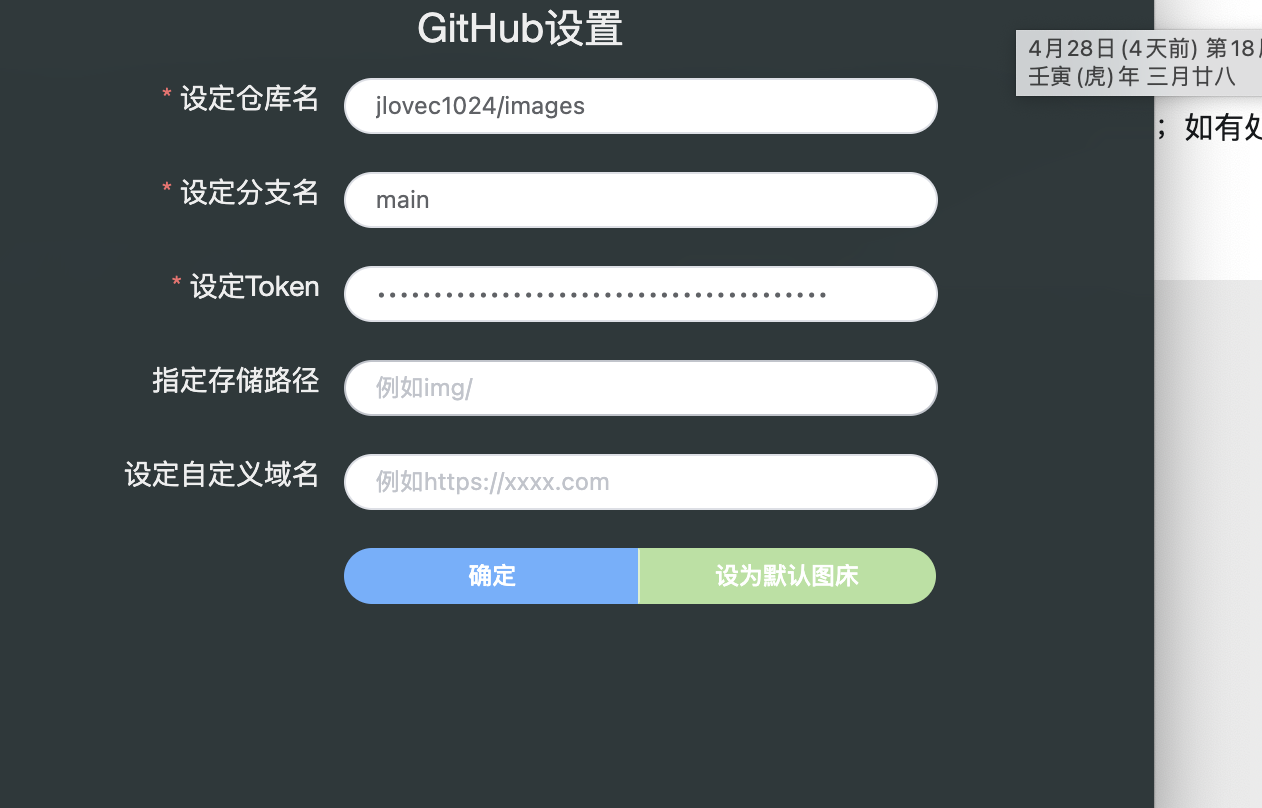 GitHub设置
4月28日 (4天前) 第18
壬寅 (虎) 年 三月廿八
* 设定仓库名
jlovec1024/images
；如有
* 设定分支名
main
* 设定Token
••••••••••••••••••••••••••••••••••••••••
指定存储路径
例如img/
设定自定义域名
例如https://xxxx.com
确定
设为默认图床